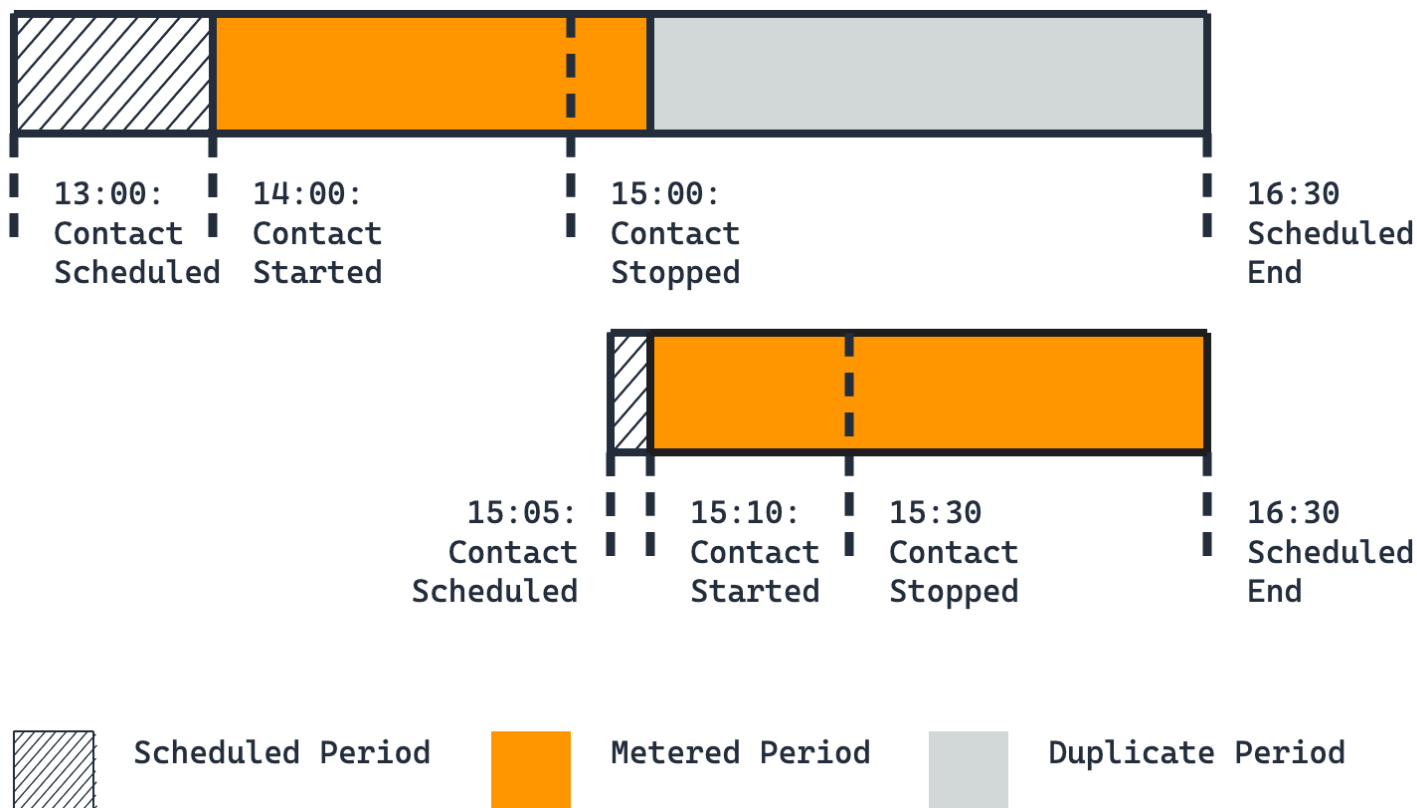 13:00:
Contact
Scheduled
14:00:
Contact
Started
15:00:
Contact
Stopped
16:30
Scheduled
End
15:05:
Contact
Scheduled
15:10:
Contact
Started
15:30
Contact
Stopped
16:30
Scheduled
End
Scheduled Period
Metered Period
Duplicate Period